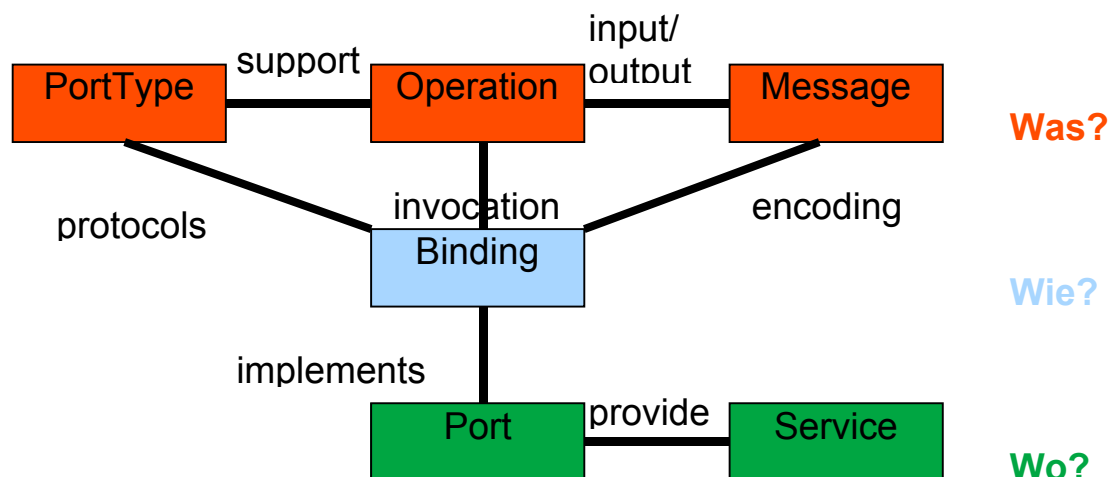 support
input/
output
PortType
Operation
Message
Was?
protocols
invocation
encoding
Binding
Wie?
implements
Port
provide
Service
Wo?